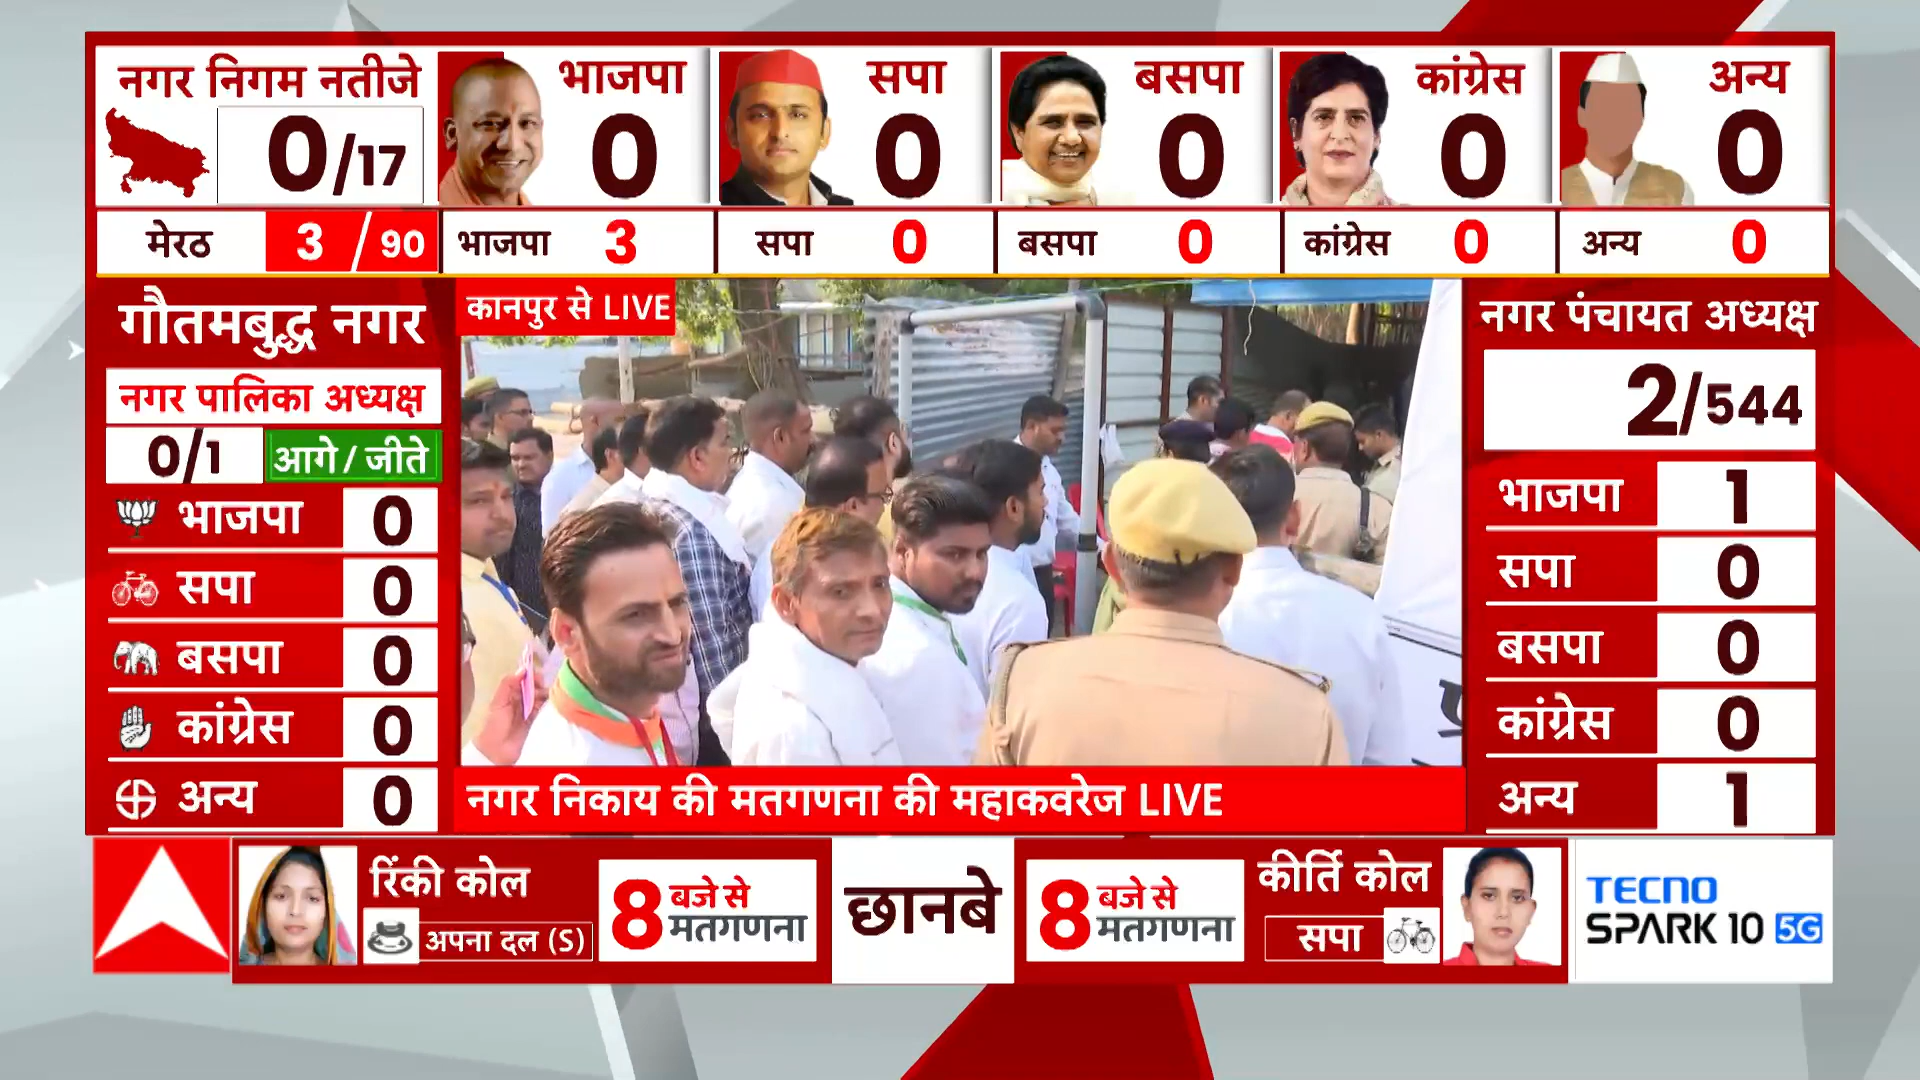 नगर निगम नतीजे
0/17
भाजपा
0
सपा
0
बसपा
0
कांग्रेस
0
अन्य
0
मेरठ 3/90
भाजपा 3
सपा 0
बसपा 0
कांग्रेस 0
अन्य 0
गौतमबुद्ध नगर
नगर पालिका अध्यक्ष
0/1 आगे/जीते
भाजपा 0
सपा 0
बसपा 0
कांग्रेस 0
अन्य 0
कानपुर से LIVE
नगर निकाय की मतगणना की महाकवरेज LIVE
नगर पंचायत अध्यक्ष
2/544
भाजपा 1
सपा 0
बसपा 0
कांग्रेस 0
अन्य 1
रिंकी कोल
अपना दल (S)
8 बजे से
मतगणना
छानबे
8 बजे से
मतगणना
कीर्ति कोल
सपा
TECNO
SPARK 10 5G